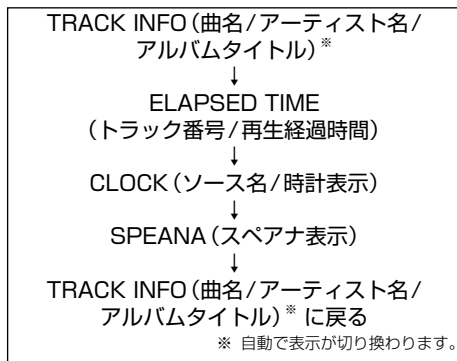 TRACK INFO（曲名/アーティスト名/
アルバムタイトル）※
↓
ELAPSED TIME
（トラック番号/再生経過時間）
↓
CLOCK（ソース名/時計表示）
↓
SPEANA（スペアナ表示）
↓
TRACK INFO（曲名/アーティスト名/
アルバムタイトル）※ に戻る
※ 自動で表示が切り換わります。